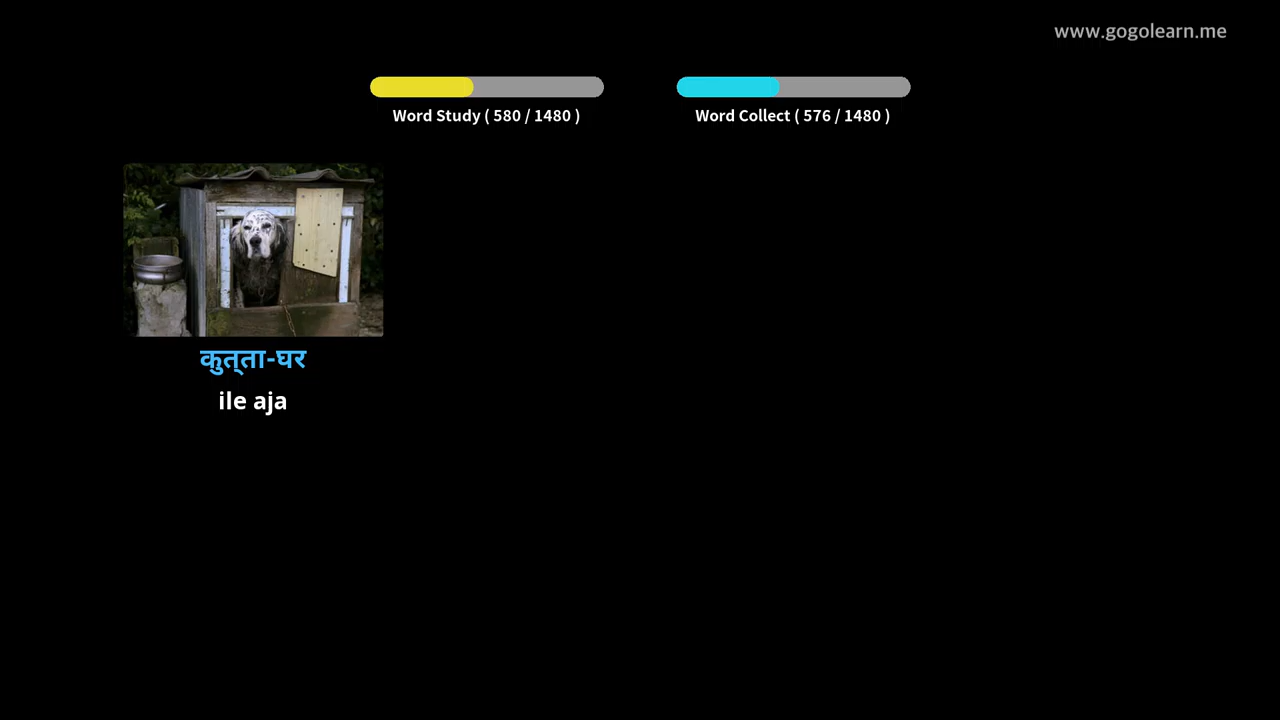 www.gogolearn.me
Word Study ( 580 / 1480 )
Word Collect ( 576 / 1480 )
कुत्ता-घर
ile aja